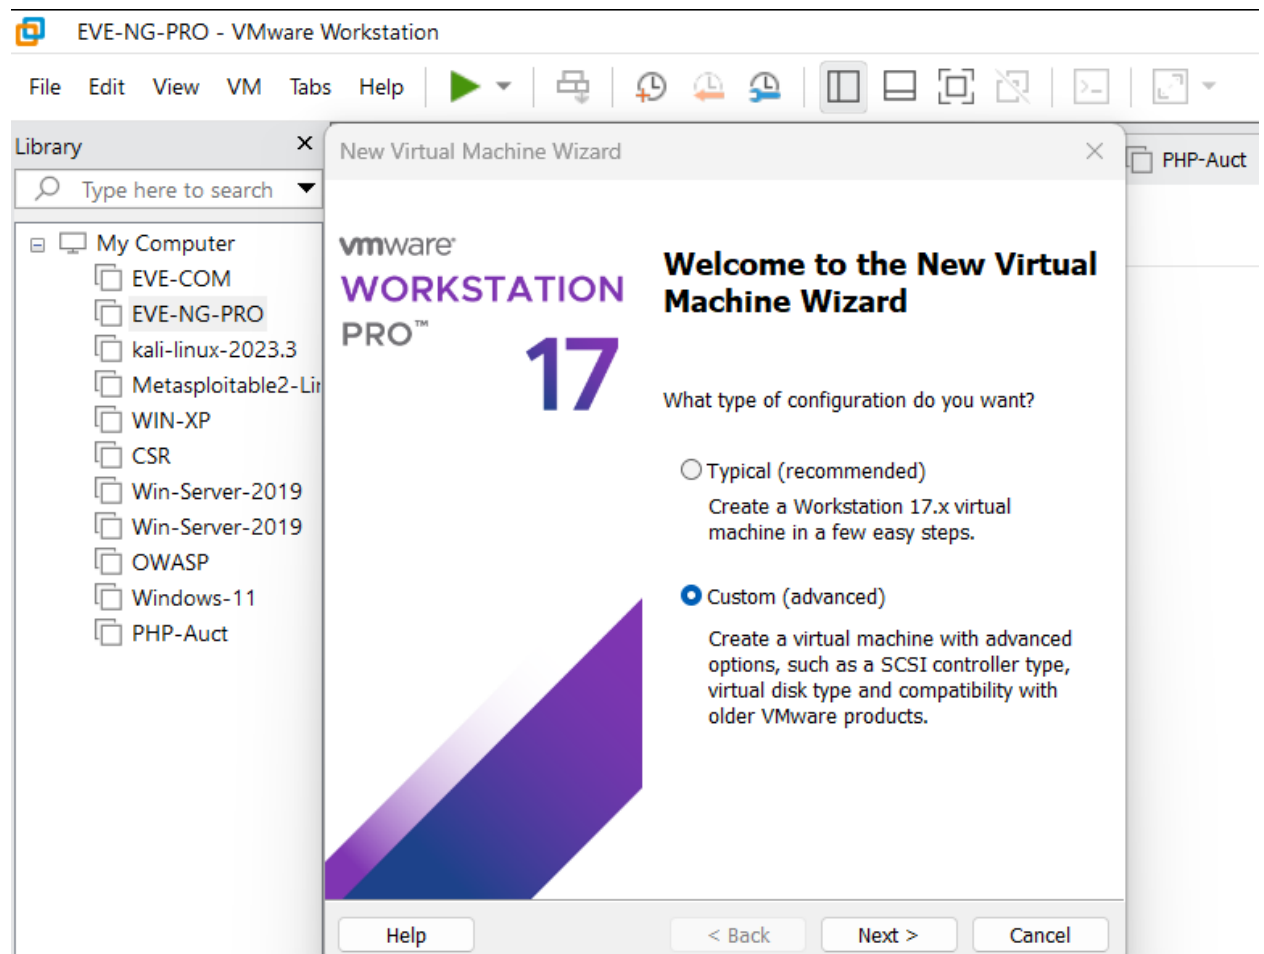 EVE-NG-PRO - VMware Workstation
File Edit View VM Tabs Help
Library
Type here to search
My Computer
EVE-COM
EVE-NG-PRO
kali-linux-2023.3
Metasploitable2-Lin
WIN-XP
CSR
Win-Server-2019
Win-Server-2019
OWASP
Windows-11
PHP-Auct
New Virtual Machine Wizard
PHP-Auct
vmware®
WORKSTATION
PRO™
17
Welcome to the New Virtual
Machine Wizard
What type of configuration do you want?
Typical (recommended)
Create a Workstation 17.x virtual
machine in a few easy steps.
Custom (advanced)
Create a virtual machine with advanced
options, such as a SCSI controller type,
virtual disk type and compatibility with
older VMware products.
Help
< Back
Next >
Cancel